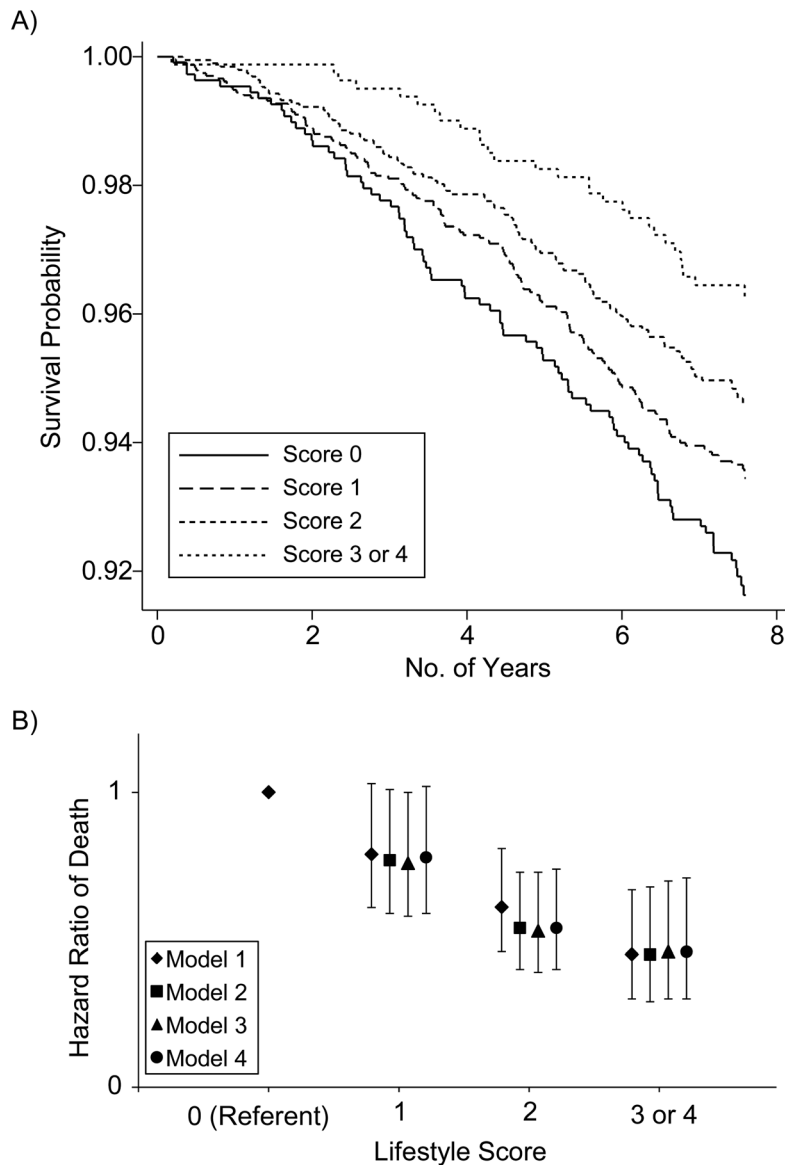 A)
1.00
0.98
0.96
0.94
0.92
Survival Probability
Score 0
Score 1
Score 2
Score 3 or 4
0 2 4 6 8
No. of Years
B)
1
0
Hazard Ratio of Death
Model 1
Model 2
Model 3
Model 4
0 (Referent) 1 2 3 or 4
Lifestyle Score